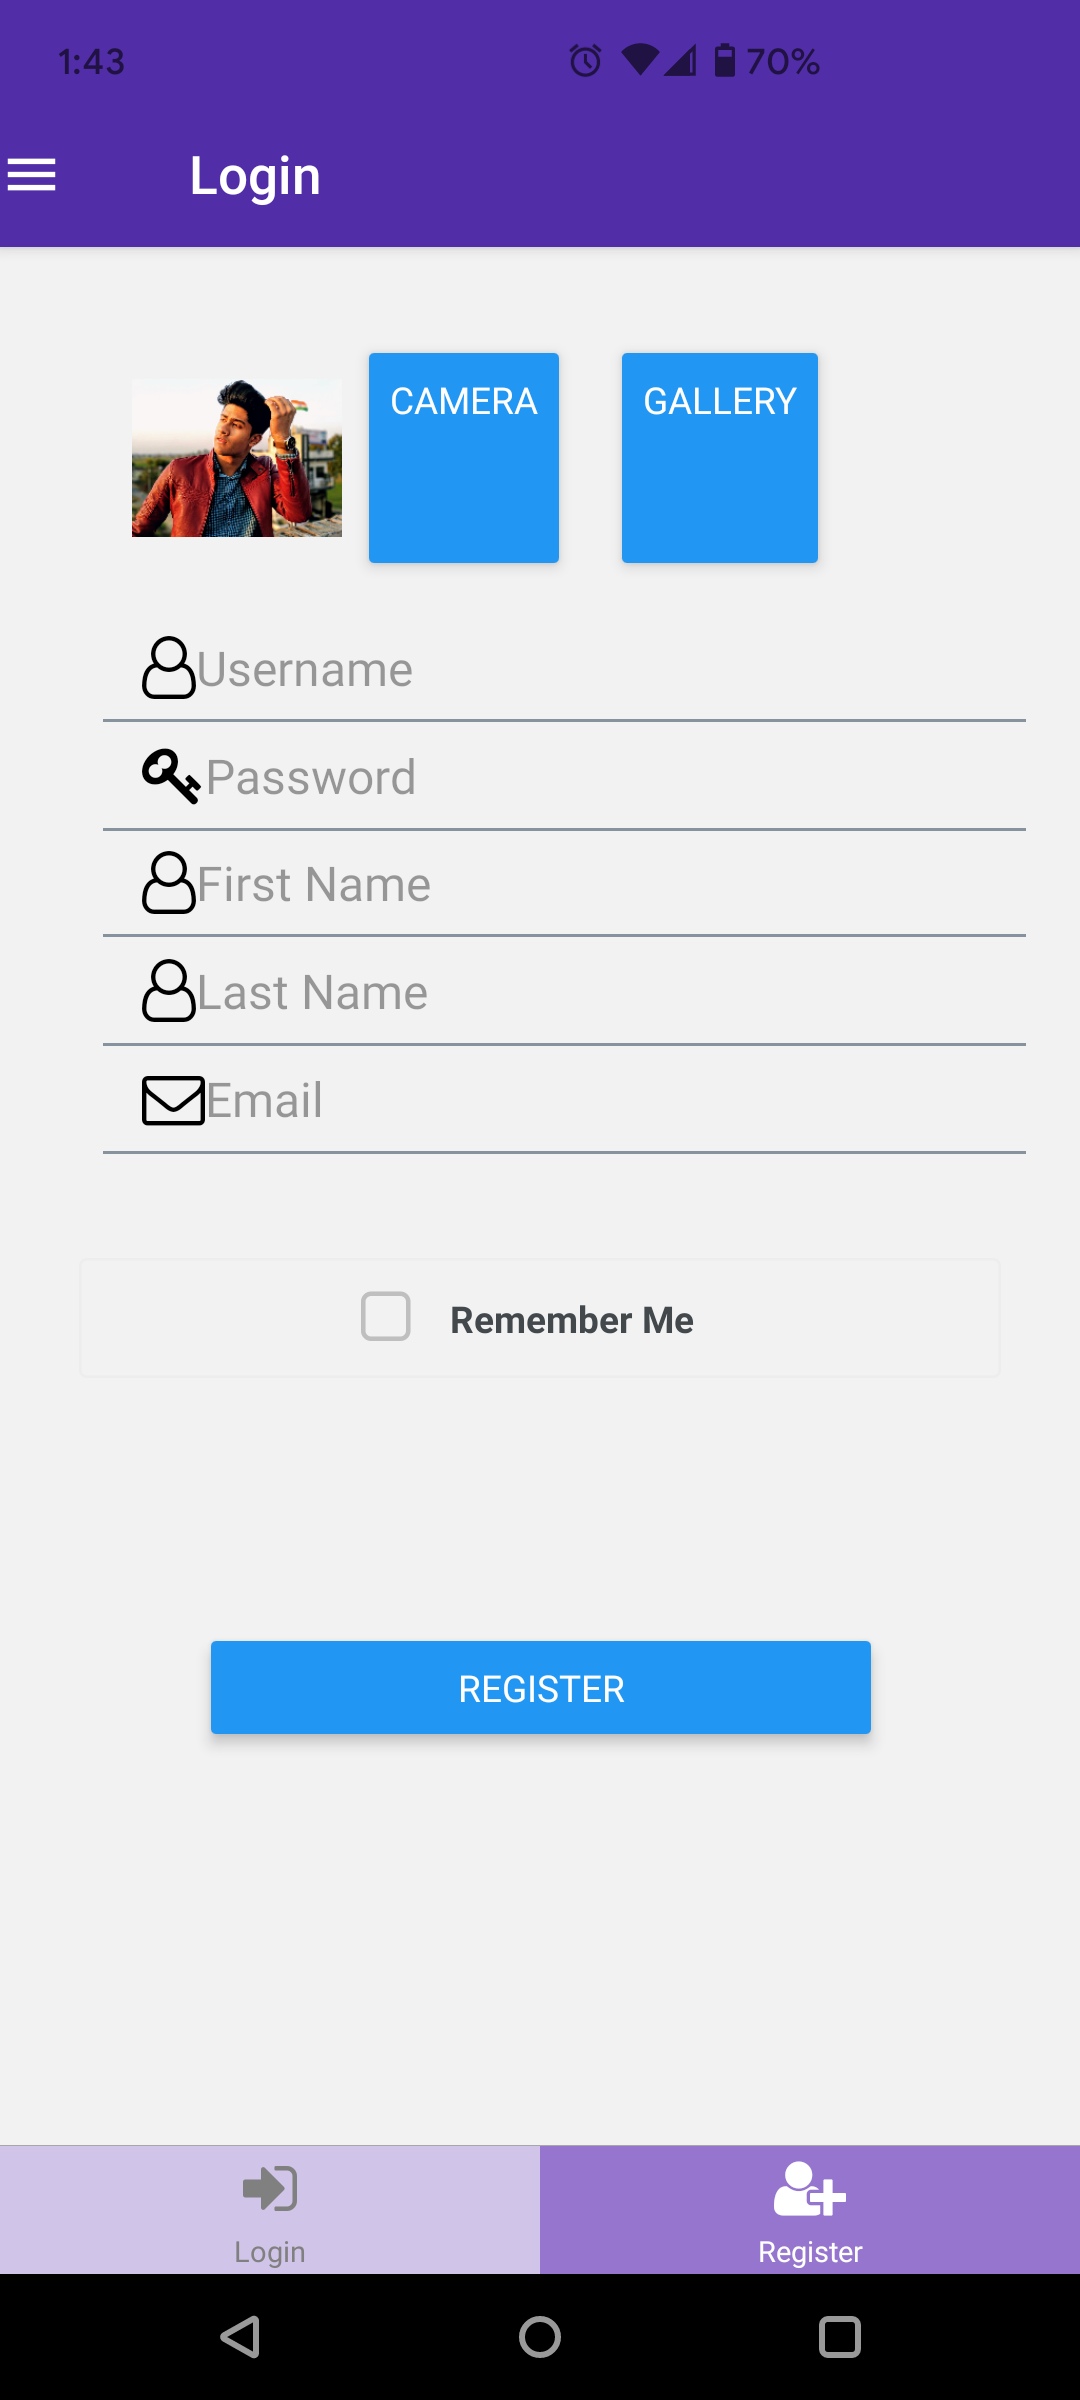 1:43 70%
Login
CAMERA GALLERY
Username
Password
First Name
Last Name
Email
Remember Me
REGISTER
Login Register